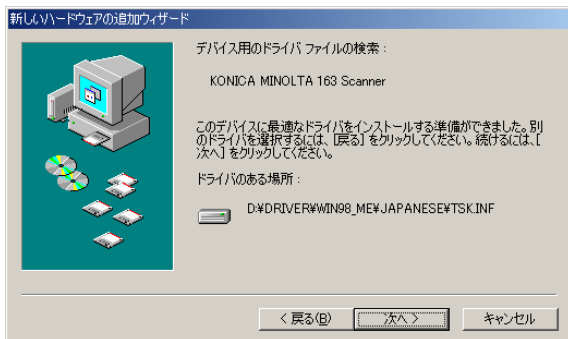 新しいハードウェアの追加ウィザード
デバイス用のドライバ ファイルの検索 :
KONICA MINOLTA 163 Scanner
このデバイスに最適なドライバをインストールする準備ができました。別
のドライバを選択するには、[戻る] をクリックしてください。続けるには、[
次へ] をクリックしてください。
ドライバのある場所 :
D:¥DRIVER¥WIN98_ME¥JAPANESE¥TSK.INF
< 戻る(B)
次へ >
キャンセル